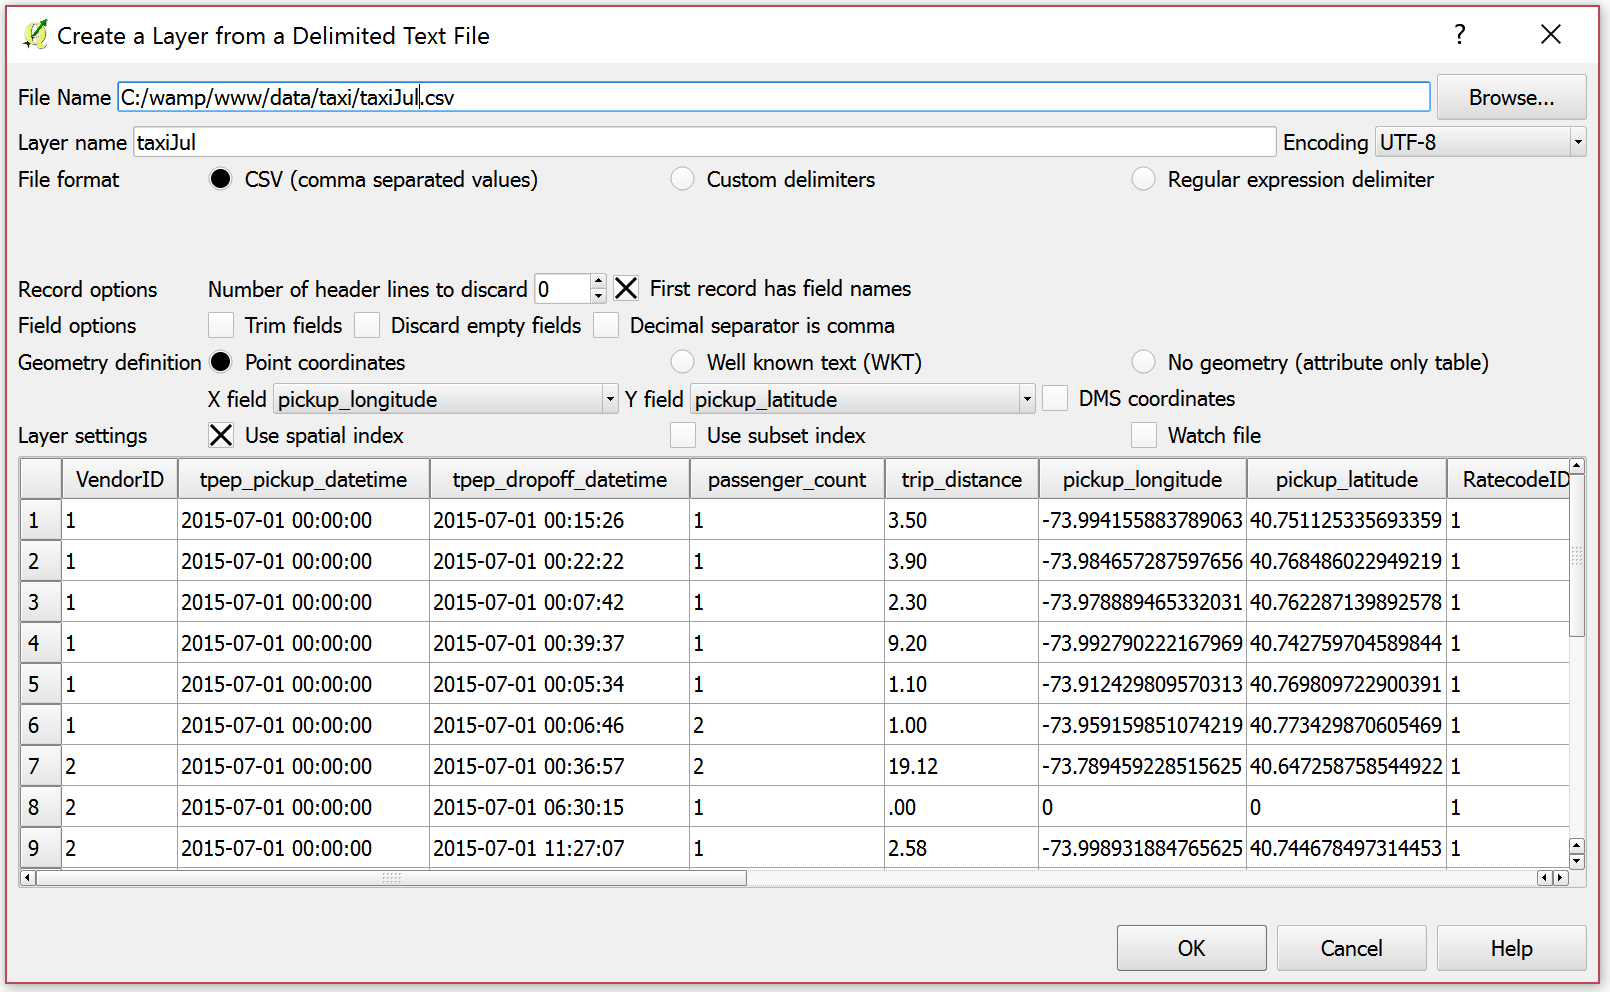 Create a Layer from a Delimited Text File ?
File Name C:/wamp/www/data/taxi/taxiJul.csv Browse...
Layer name taxiJul Encoding UTF-8
File format CSV (comma separated values) Custom delimiters Regular expression delimiter
Record options Number of header lines to discard 0 First record has field names
Field options Trim fields Discard empty fields Decimal separator is comma
Geometry definition Point coordinates Well known text (WKT) No geometry (attribute only table)
X field pickup_longitude Y field pickup_latitude DMS coordinates
Layer settings Use spatial index Use subset index Watch file
VendorID tpep_pickup_datetime tpep_dropoff_datetime passenger_count trip_distance pickup_longitude pickup_latitude RatecodeID
1 1 2015-07-01 00:00:00 2015-07-01 00:15:26 1 3.50 -73.994155883789063 40.751125335693359 1
2 1 2015-07-01 00:00:00 2015-07-01 00:22:22 1 3.90 -73.984657287597656 40.768486022949219 1
3 1 2015-07-01 00:00:00 2015-07-01 00:07:42 1 2.30 -73.978889465332031 40.762287139892578 1
4 1 2015-07-01 00:00:00 2015-07-01 00:39:37 1 9.20 -73.992790222167969 40.742759704589844 1
5 1 2015-07-01 00:00:00 2015-07-01 00:05:34 1 1.10 -73.912429809570313 40.769809722900391 1
6 1 2015-07-01 00:00:00 2015-07-01 00:06:46 2 1.00 -73.959159851074219 40.773429870605469 1
7 2 2015-07-01 00:00:00 2015-07-01 00:36:57 2 19.12 -73.789459228515625 40.647258758544922 1
8 2 2015-07-01 00:00:00 2015-07-01 06:30:15 1 .00 0 0 1
9 2 2015-07-01 00:00:00 2015-07-01 11:27:07 1 2.58 -73.998931884765625 40.744678497314453 1
OK Cancel Help